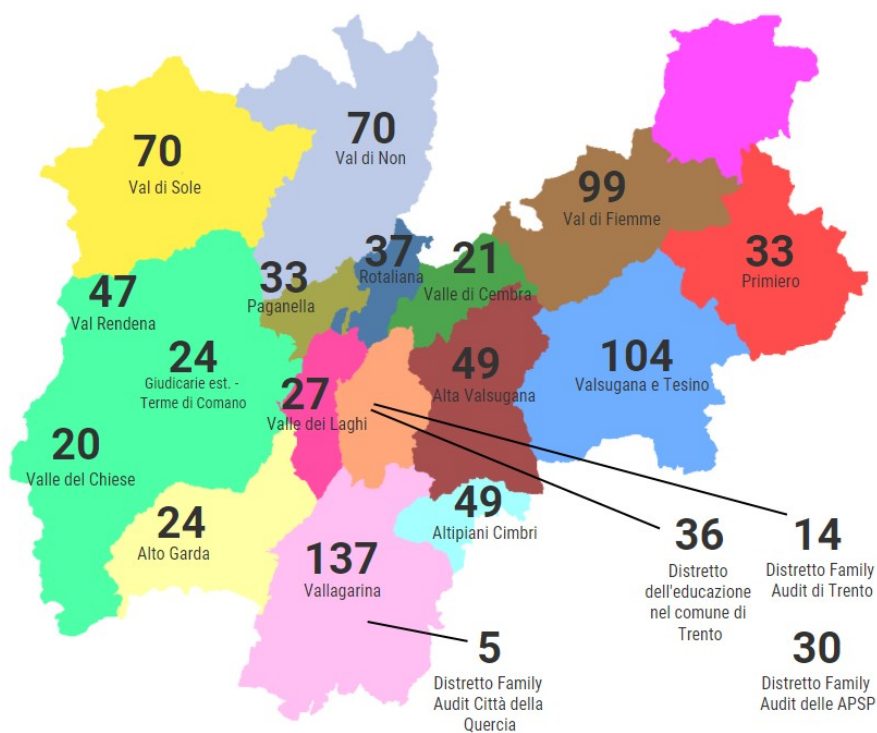 70
Val di Sole
70
Val di Non
99
Val di Fiemme
33
Primiero
37
Rotaliana
21
Valle di Cembra
33
Paganella
47
Val Rendena
24
Giudicarie est. -
Terme di Comano
27
Valle dei Laghi
49
Alta Valsugana
104
Valsugana e Tesino
20
Valle del Chiese
24
Alto Garda
137
Vallagarina
49
Altipiani Cimbri
36
Distretto
dell'educazione
nel comune di
Trento
14
Distretto Family
Audit di Trento
5
Distretto Family
Audit Città della
Quercia
30
Distretto Family
Audit delle APSP